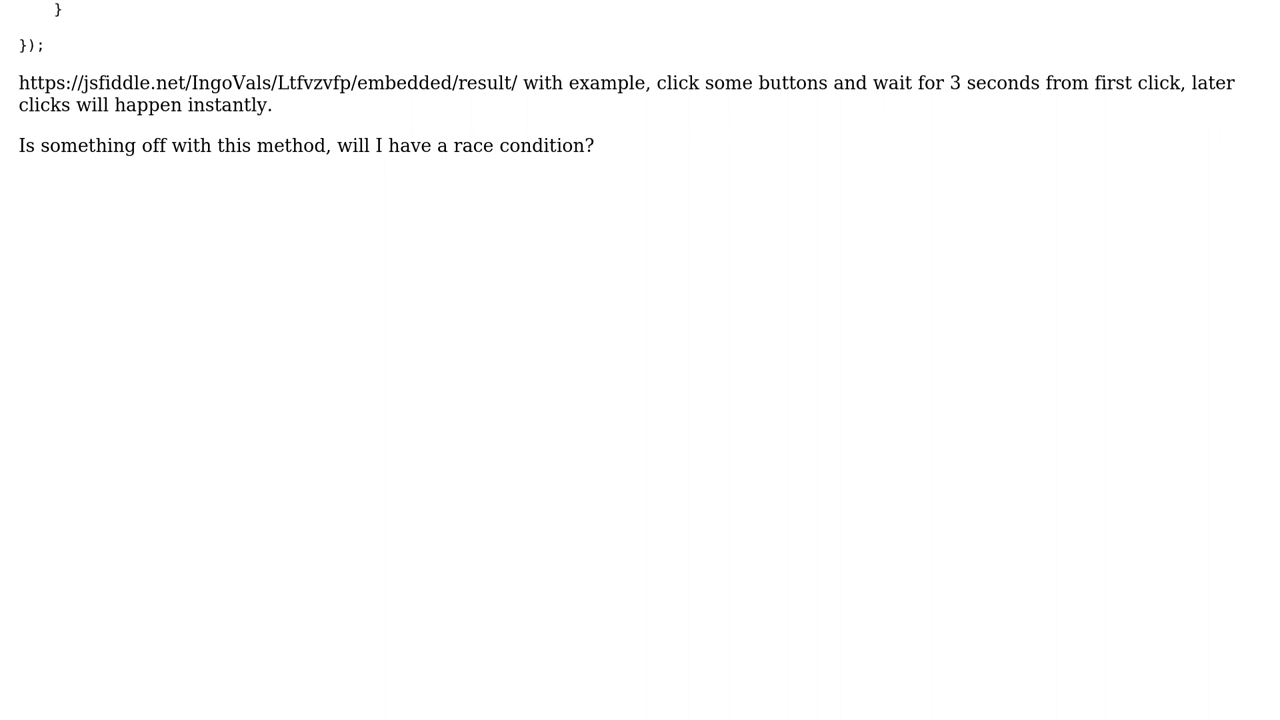 }
});
https://jsfiddle.net/IngoVals/Ltfvzvfp/embedded/result/ with example, click some buttons and wait for 3 seconds from first click, later
clicks will happen instantly.
Is something off with this method, will I have a race condition?